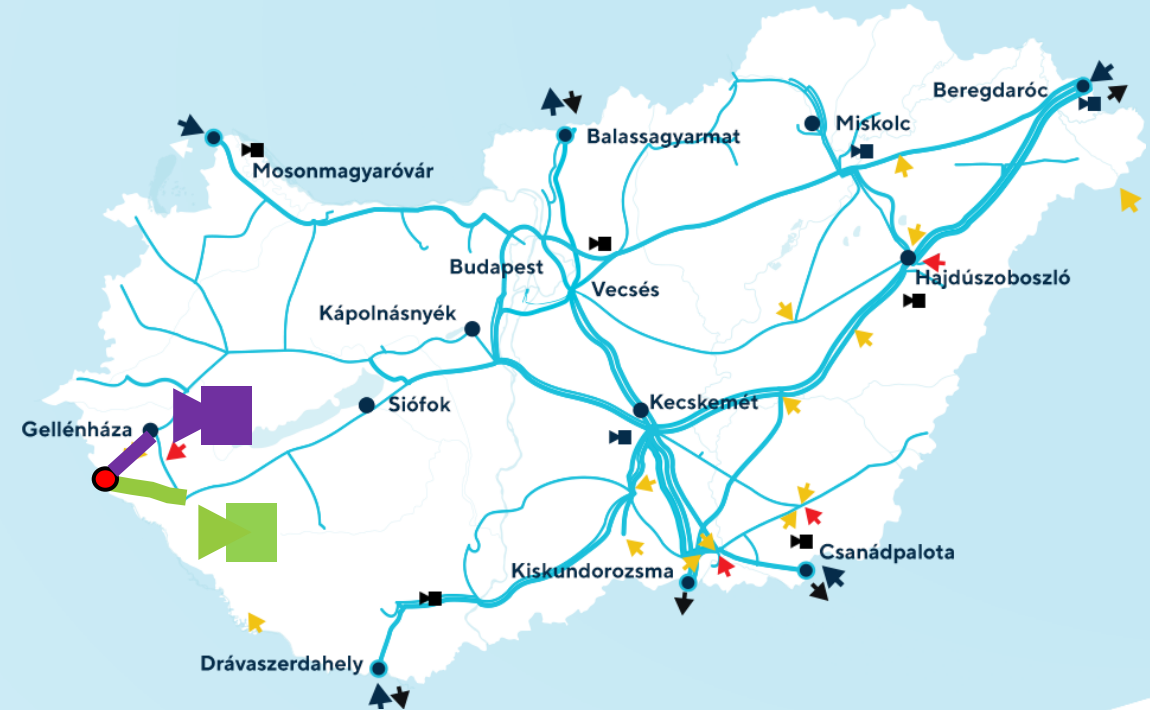 Beregdaróc
Miskolc
Balassagyarmat
Mosonmagyaróvár
Budapest
Hajdúszoboszló
Vecsés
Kápolnásnyék
Kecskemét
Siófok
Gellénháza
Csanádpalota
Kiskundorozsma
Drávaszerdahely